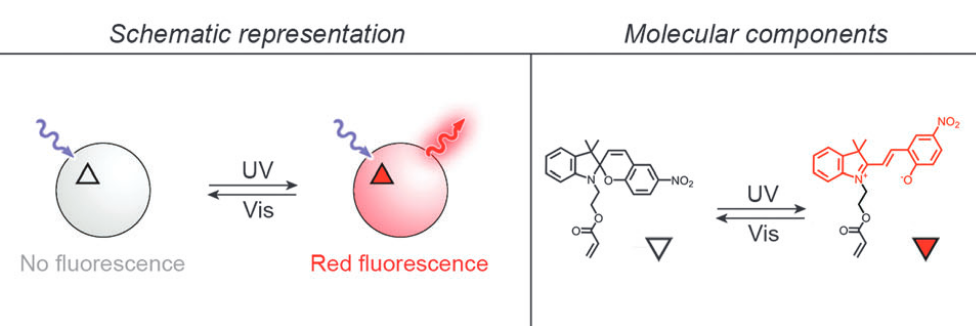 Schematic representation
Molecular components
UV
Vis
No fluorescence
Red fluorescence
N
O
NO2
O
O
UV
Vis
NO2
N+
-O
O
O